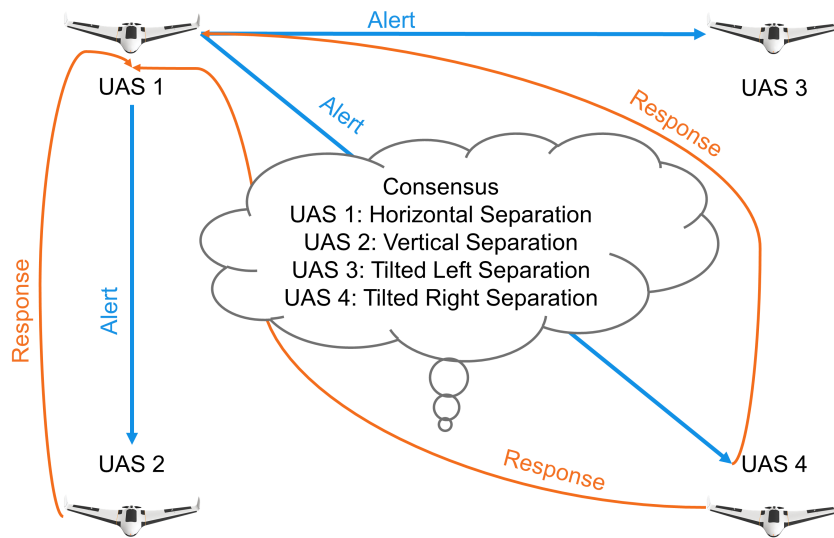 Alert
UAS 1
UAS 3
Alert
Response
Consensus
UAS 1: Horizontal Separation
UAS 2: Vertical Separation
UAS 3: Tilted Left Separation
UAS 4: Tilted Right Separation
Alert
Response
UAS 2
Response
UAS 4